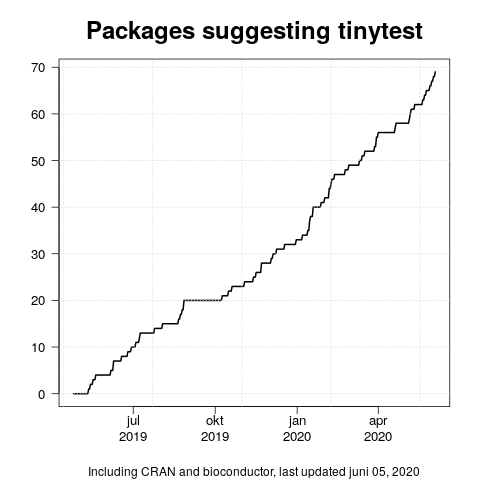 Packages suggesting tinytest
70
60
50
40
30
20
10
0
jul okt jan apr
2019 2019 2020 2020
Including CRAN and bioconductor, last updated juni 05, 2020